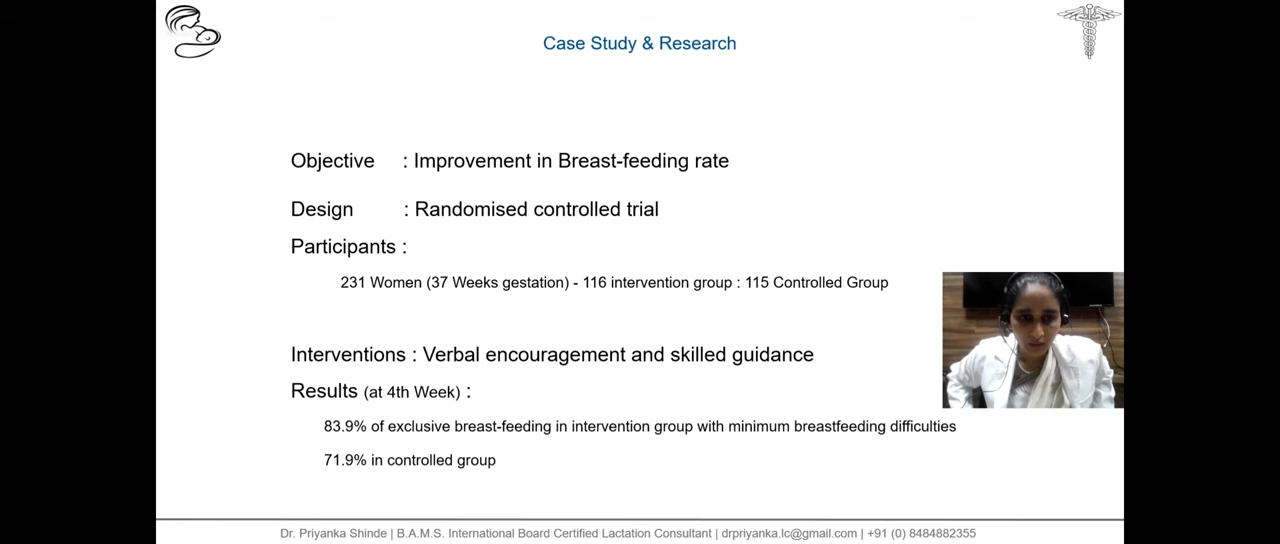 Case Study & Research
Objective : Improvement in Breast-feeding rate
Design : Randomised controlled trial
Participants :
231 Women (37 Weeks gestation) - 116 intervention group : 115 Controlled Group
Interventions : Verbal encouragement and skilled guidance
Results (at 4th Week) :
83.9% of exclusive breast-feeding in intervention group with minimum breastfeeding difficulties
71.9% in controlled group
Dr. Priyanka Shinde | B.A.M.S. International Board Certified Lactation Consultant | drpriyanka.lc@gmail.com | +91 (0) 8484882355